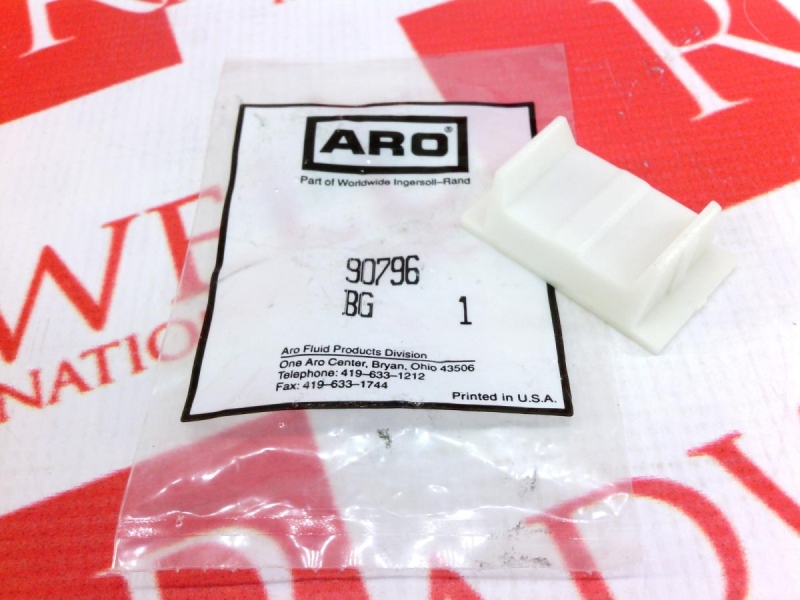 ARO®
Part of Worldwide Ingersoll-Rand
90796
BG 1
Aro Fluid Products Division
One Aro Center, Bryan, Ohio 43506
Telephone: 419-633-1212
Fax: 419-633-1744
Printed in U.S.A.